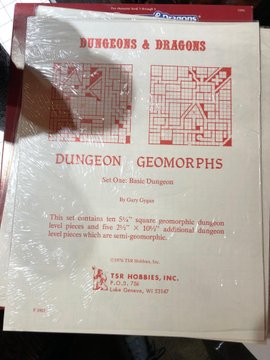 DUNGEONS & DRAGONS
DUNGEON GEOMORPHS
Set One: Basic Dungeon
By Gary Gygax
This set contains ten 5¼" square geomorphic dungeon
level pieces and five 3½" × 10½" additional dungeon
level pieces which are semi-geomorphic.
©1976 TSR Hobbies, Inc.
TSR HOBBIES, INC.
P.O.B. 756
Lake Geneva, WI 53147